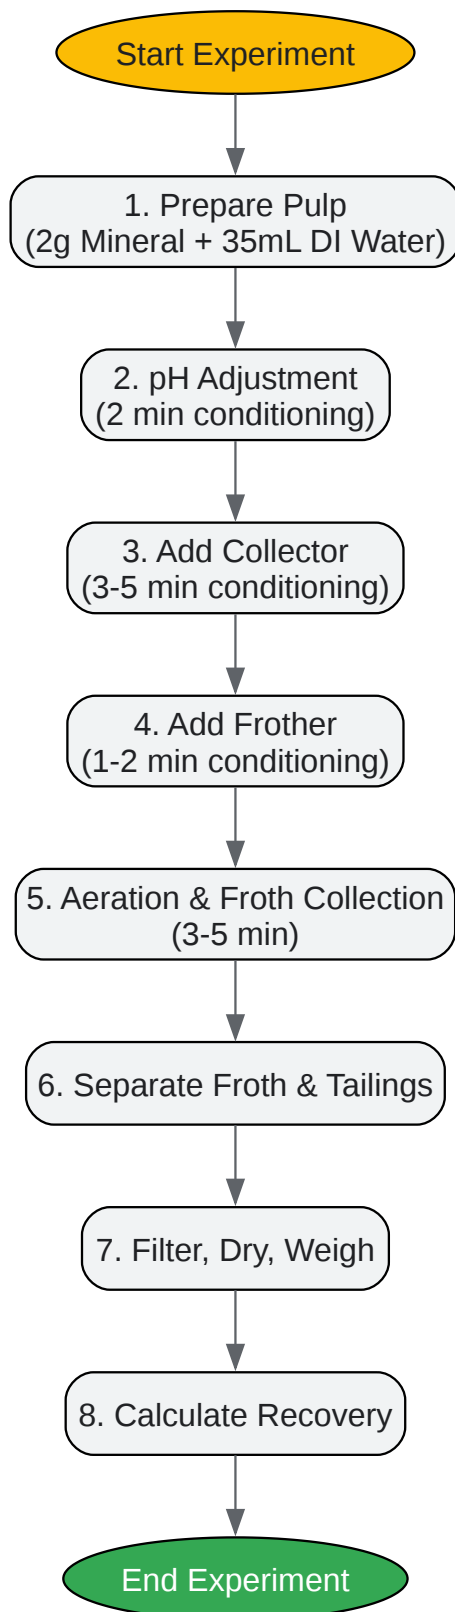 Start Experiment
1. Prepare Pulp
(2g Mineral + 35mL DI Water)
2. pH Adjustment
(2 min conditioning)
3. Add Collector
(3-5 min conditioning)
4. Add Frother
(1-2 min conditioning)
5. Aeration & Froth Collection
(3-5 min)
6. Separate Froth & Tailings
7. Filter, Dry, Weigh
8. Calculate Recovery
End Experiment